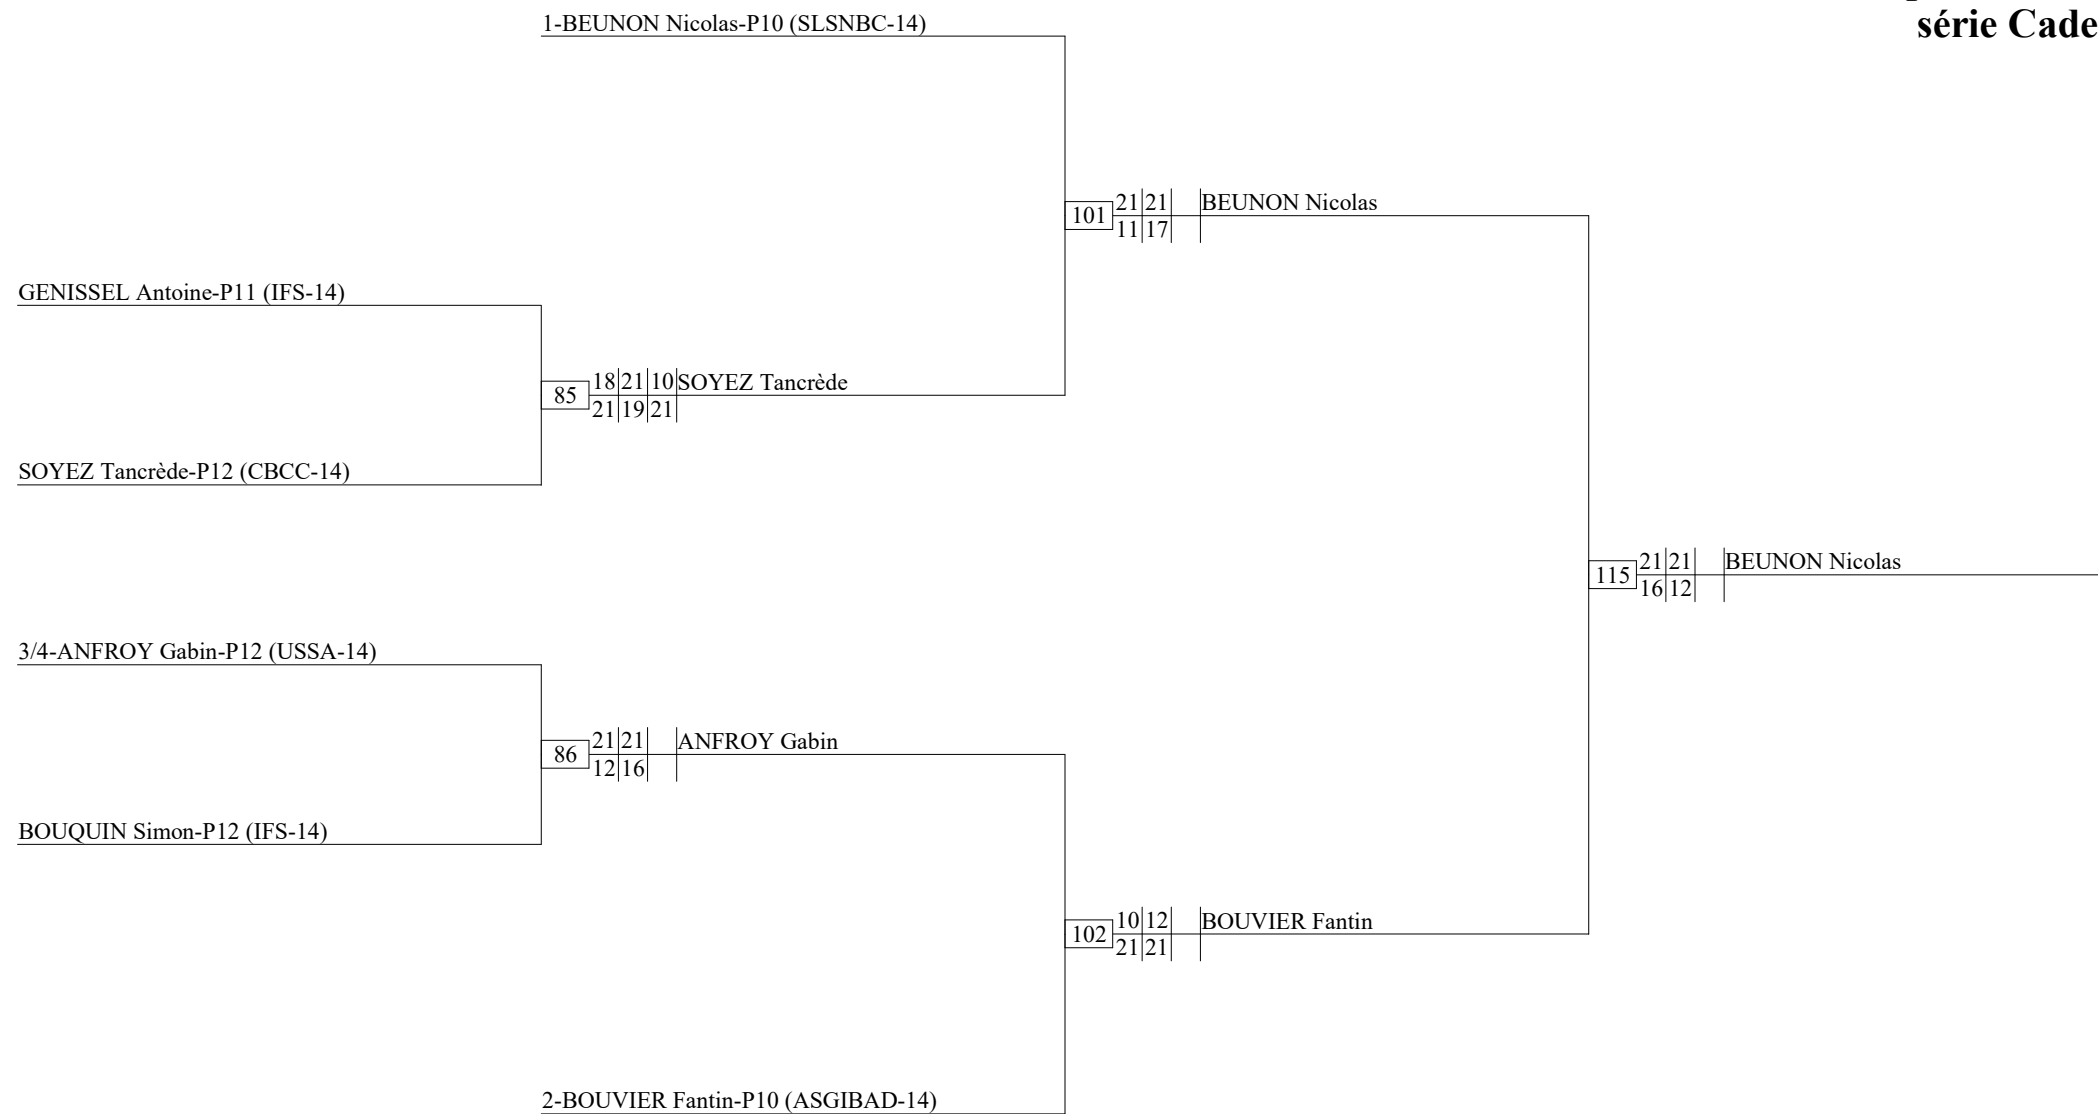 série Cade
1-BEUNON Nicolas-P10 (SLSNBC-14)
21 21
101
BEUNON Nicolas
11 17
GENISSEL Antoine-P11 (IFS-14)
18 21 10
85
SOYEZ Tancrède
21 19 21
SOYEZ Tancrède-P12 (CBCC-14)
21 21
115
BEUNON Nicolas
16 12
3/4-ANFROY Gabin-P12 (USSA-14)
21 21
86
ANFROY Gabin
12 16
BOUQUIN Simon-P12 (IFS-14)
10 12
102
BOUVIER Fantin
21 21
2-BOUVIER Fantin-P10 (ASGIBAD-14)